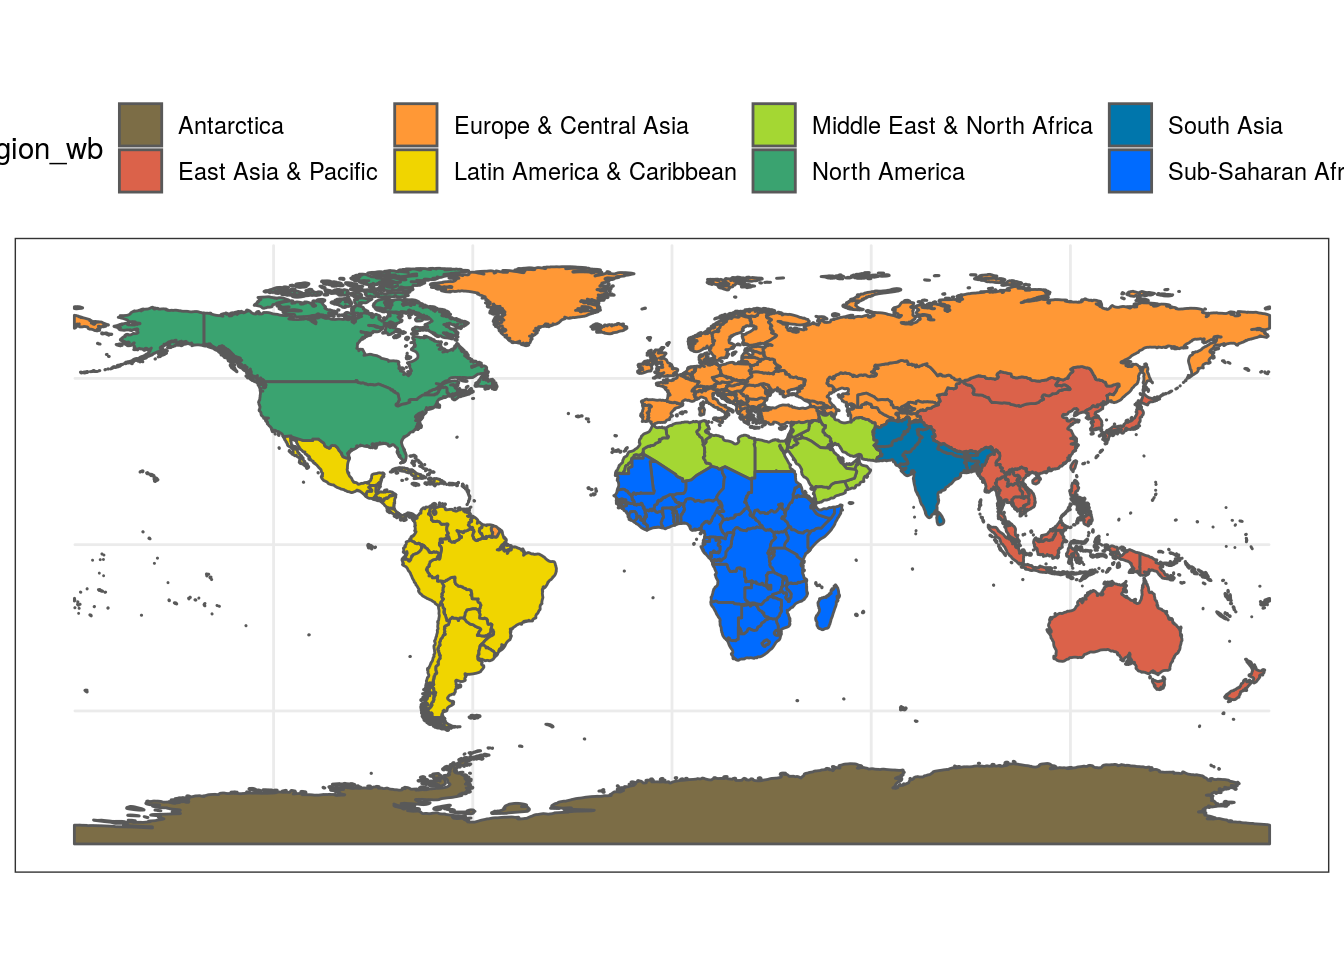 gion_wb
Antarctica
Europe & Central Asia
Middle East & North Africa
South Asia
East Asia & Pacific
Latin America & Caribbean
North America
Sub-Saharan Afr